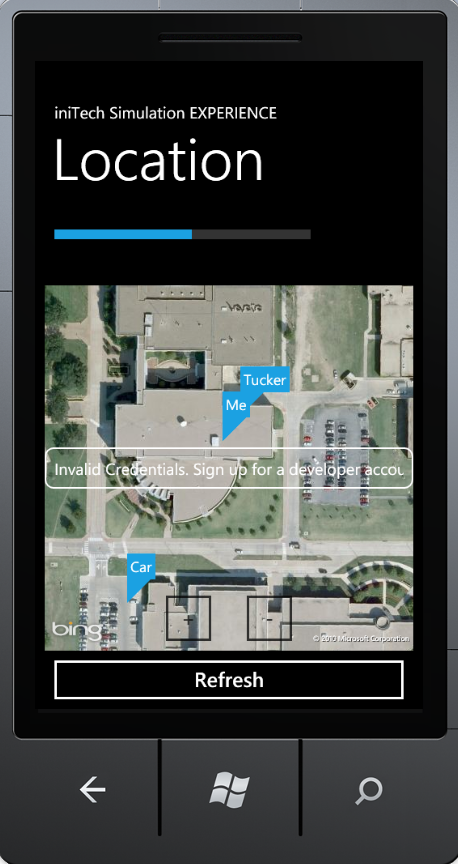 iniTech Simulation EXPERIENCE
Location
Tucker
Me
Invalid Credentials. Sign up for a developer accou
Car
bing
© 2010 Microsoft Corporation
Refresh